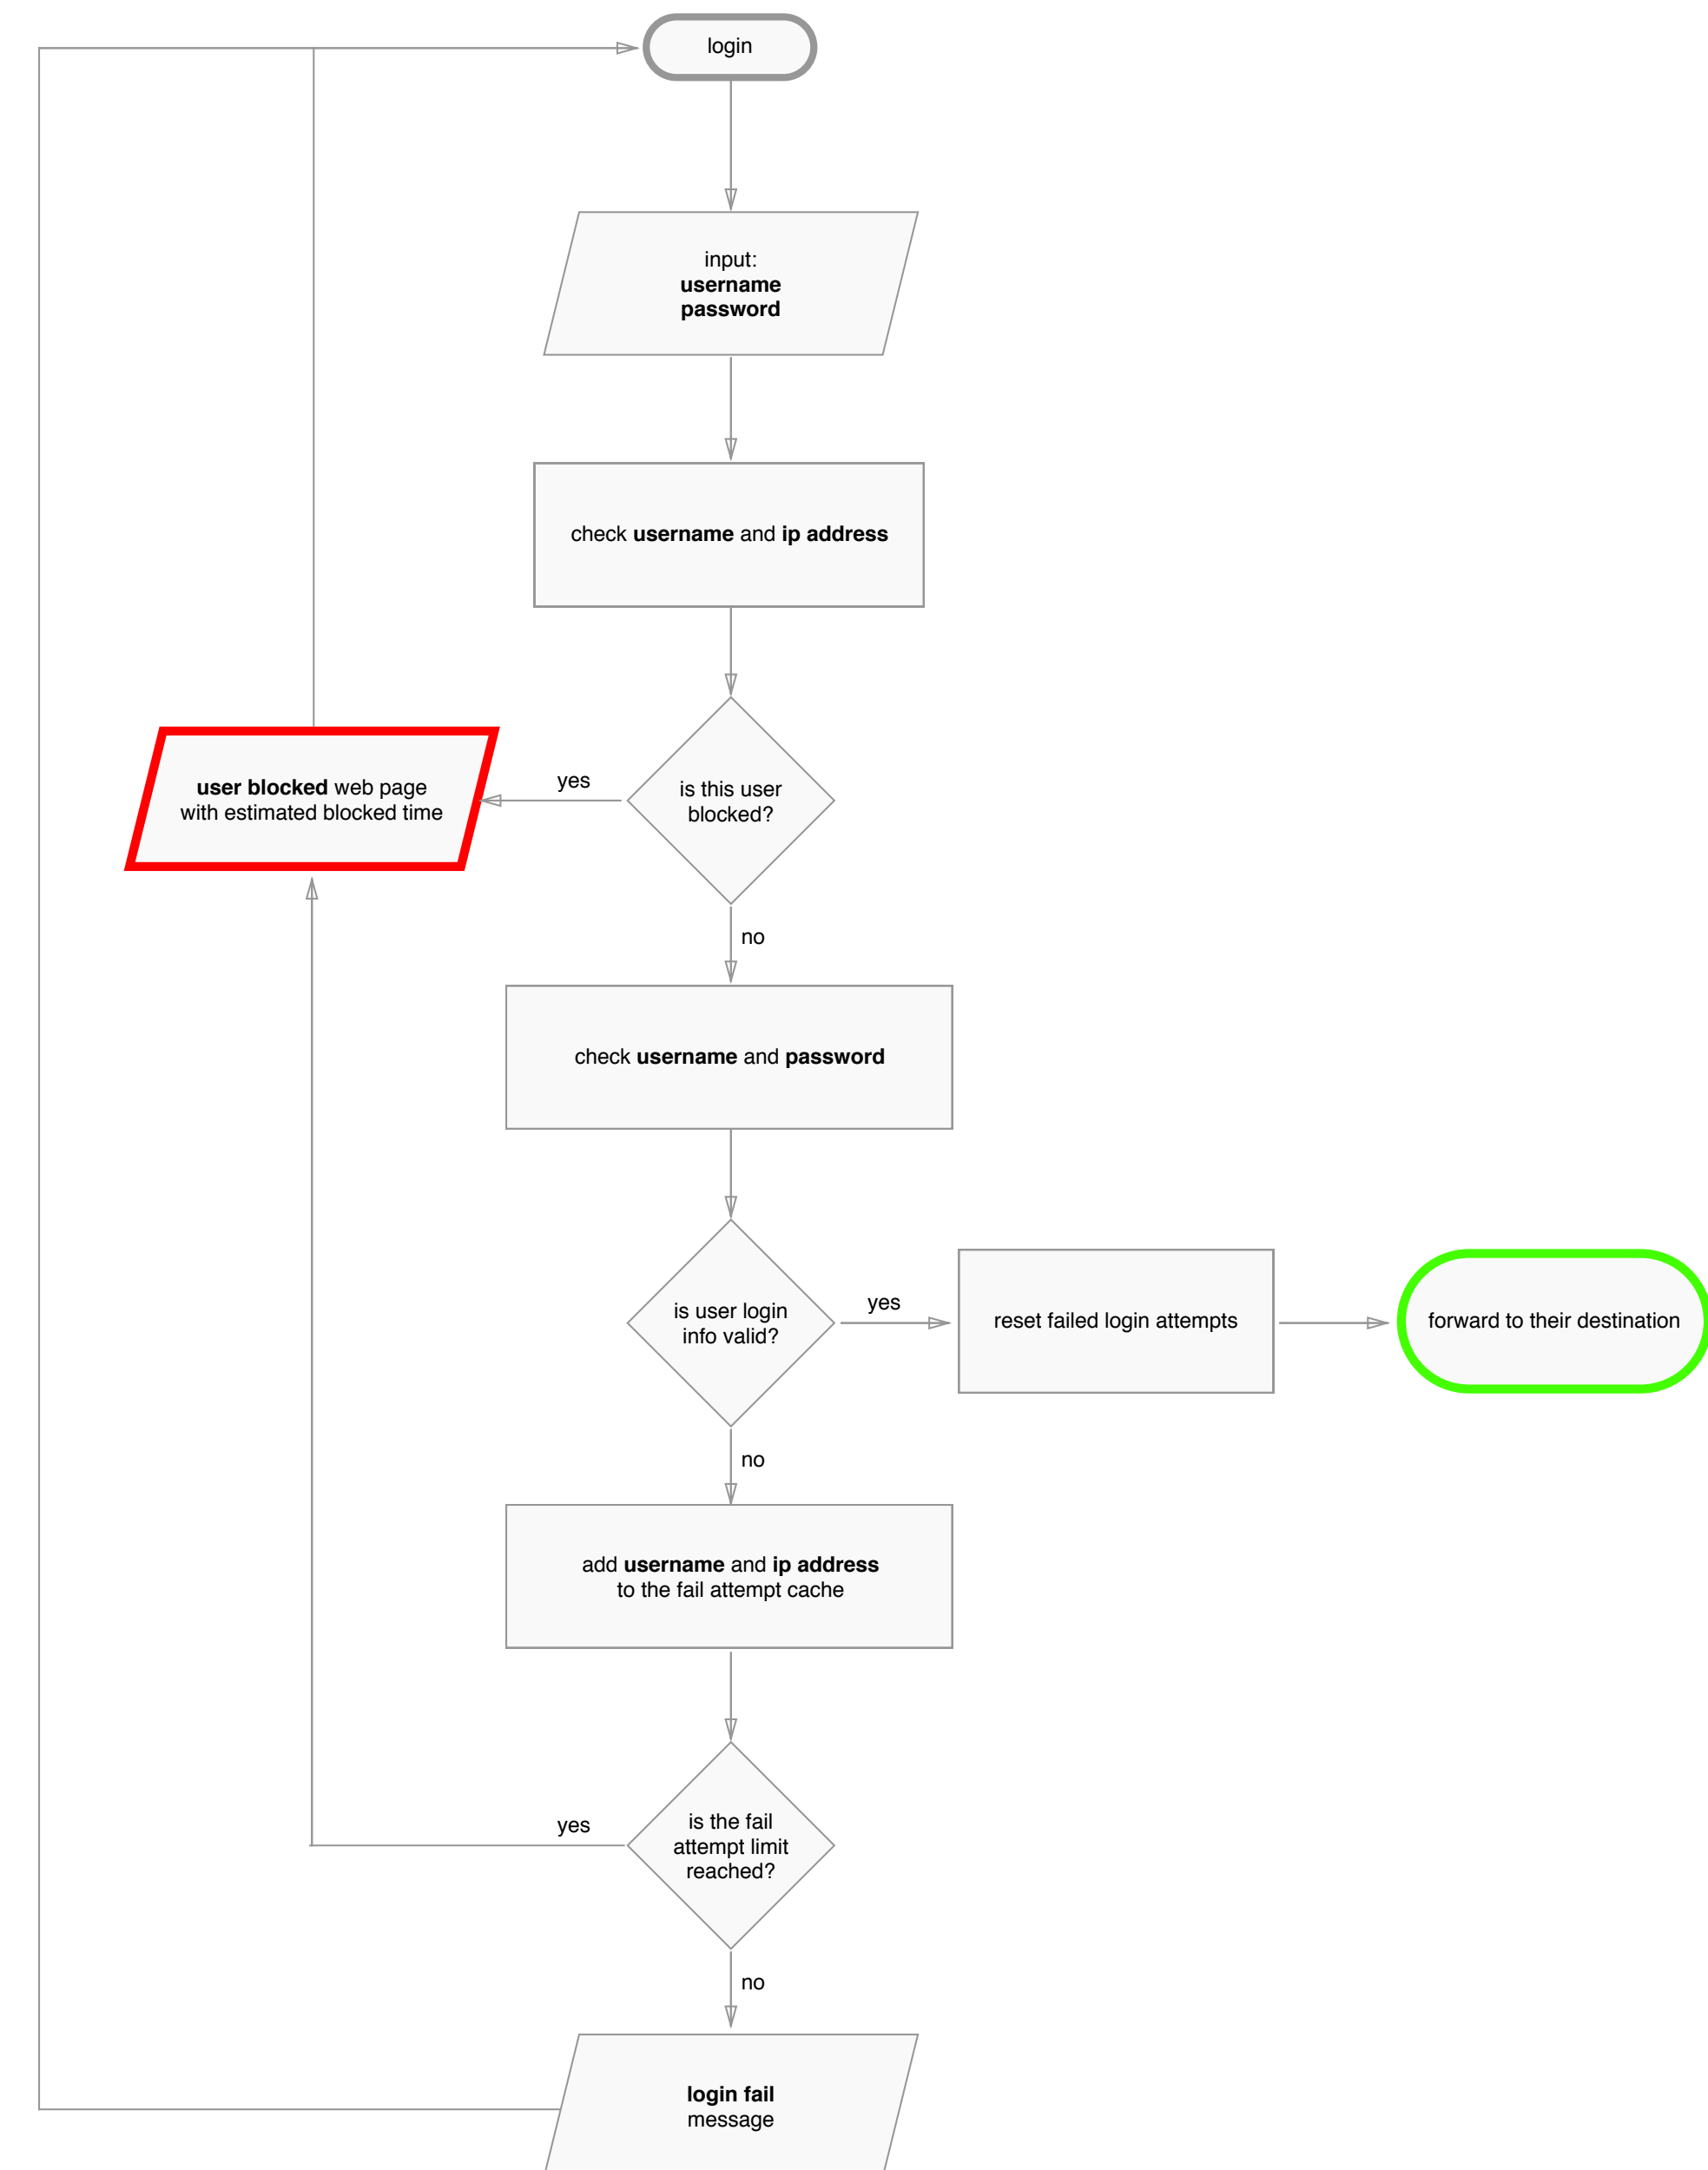 login
input:
username
password
check username and ip address
yes
is this user
blocked?
user blocked web page
with estimated blocked time
no
check username and password
is user login
info valid?
yes
reset failed login attempts
forward to their destination
no
add username and ip address
to the fail attempt cache
yes
is the fail
attempt limit
reached?
no
login fail
message